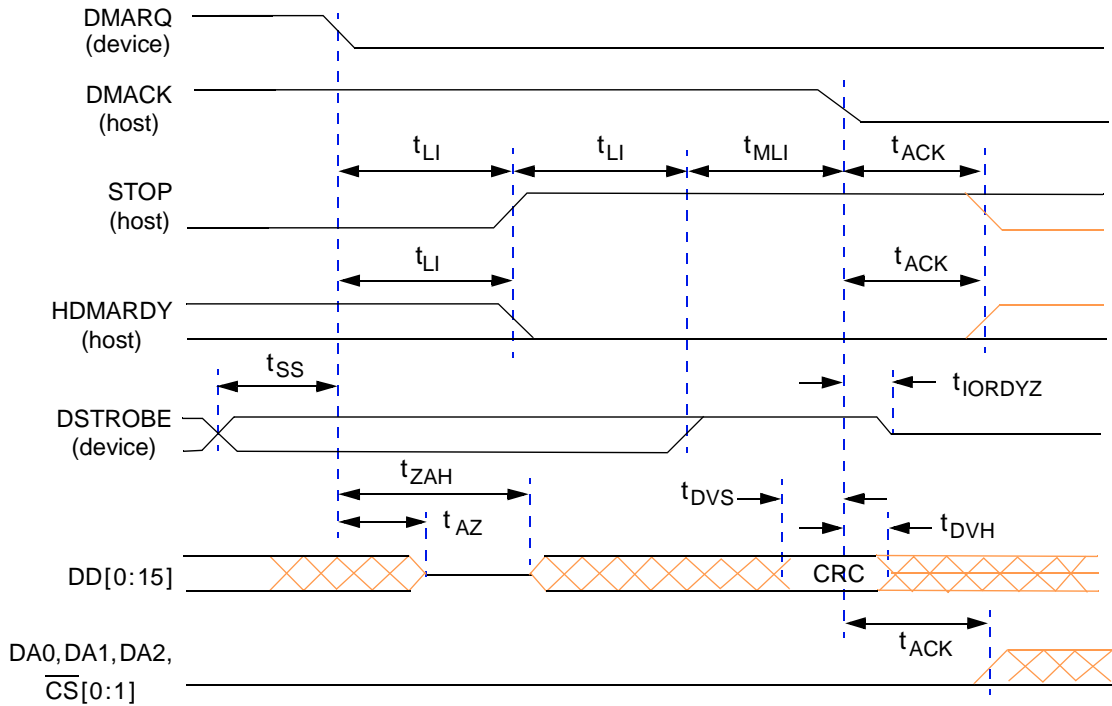 DMARQ
(device)
DMACK
(host)
tLI tLI tMLI tACK
STOP
(host)
tLI tACK
HDMARDY
(host)
tSS tIORDYZ
DSTROBE
(device)
tZAH
tDVS
tAZ tDVH
DD[0:15] CRC
tACK
DA0,DA1,DA2,
C̅S̅[0:1]